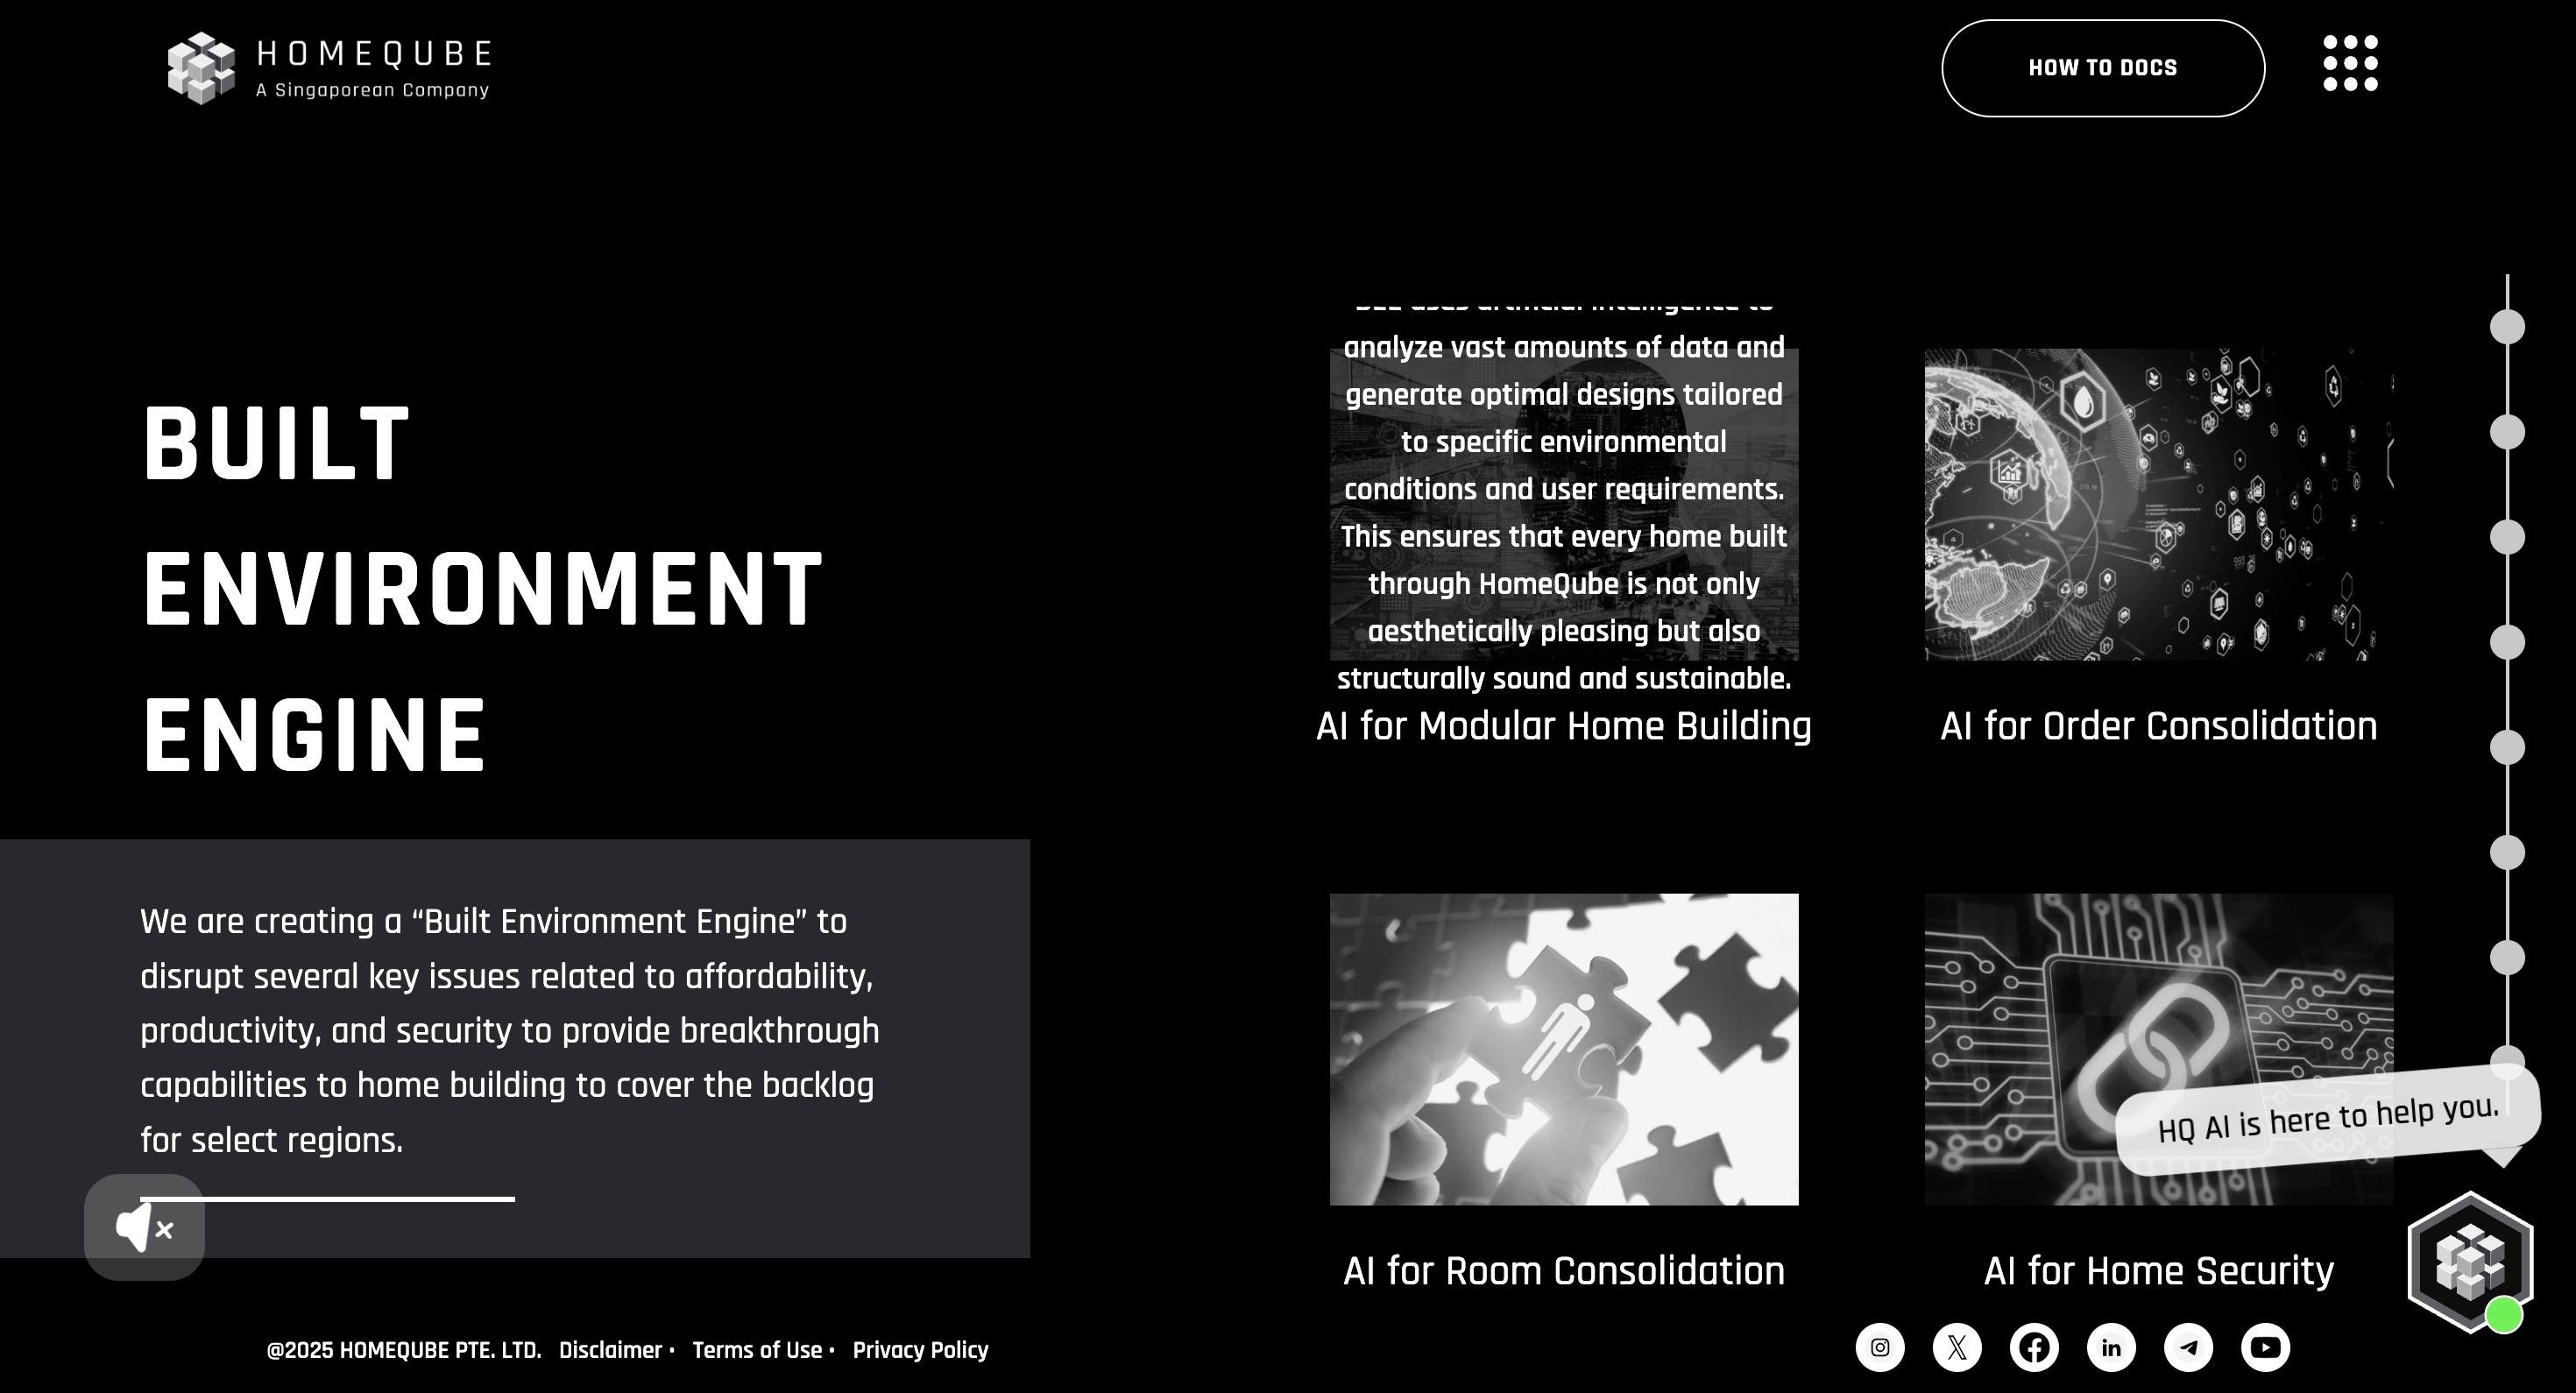 HOMEQUBE
A Singaporean Company
HOW TO DOCS
BUILT
ENVIRONMENT
ENGINE
We are creating a “Built Environment Engine” to
disrupt several key issues related to affordability,
productivity, and security to provide breakthrough
capabilities to home building to cover the backlog
for select regions.
uses artificial intelligence to
analyze vast amounts of data and
generate optimal designs tailored
to specific environmental
conditions and user requirements.
This ensures that every home built
through HomeQube is not only
aesthetically pleasing but also
structurally sound and sustainable.
AI for Modular Home Building
AI for Order Consolidation
AI for Room Consolidation
AI for Home Security
HQ AI is here to help you.
@2025 HOMEQUBE PTE. LTD. Disclaimer · Terms of Use · Privacy Policy